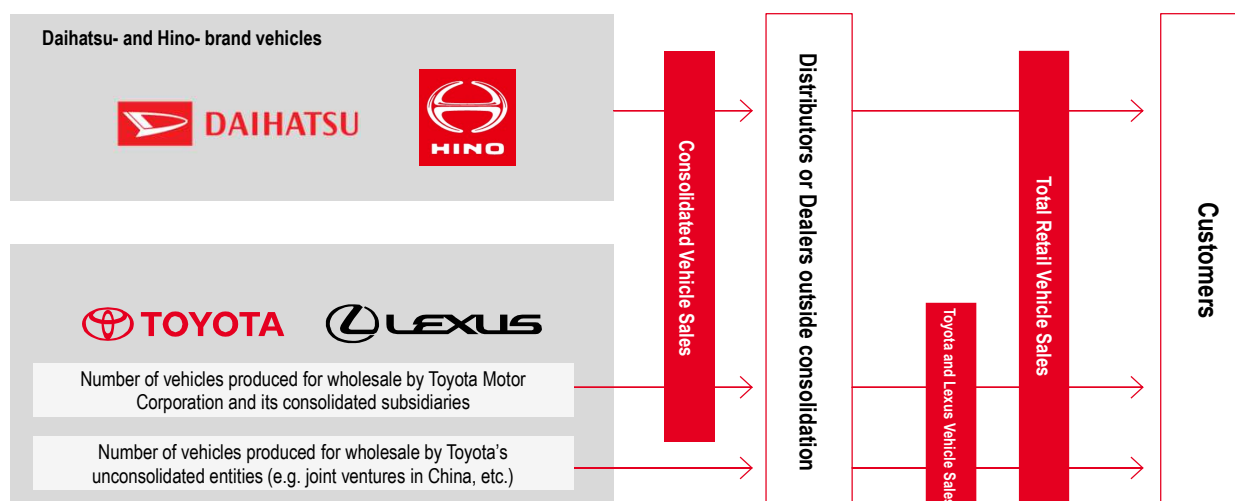 Daihatsu- and Hino- brand vehicles
DAIHATSU
HINO
TOYOTA
LEXUS
Number of vehicles produced for wholesale by Toyota Motor
Corporation and its consolidated subsidiaries
Number of vehicles produced for wholesale by Toyota’s
unconsolidated entities (e.g. joint ventures in China, etc.)
Consolidated Vehicle Sales
Distributors or Dealers outside consolidation
Toyota and Lexus Vehicle Sales
Total Retail Vehicle Sales
Customers